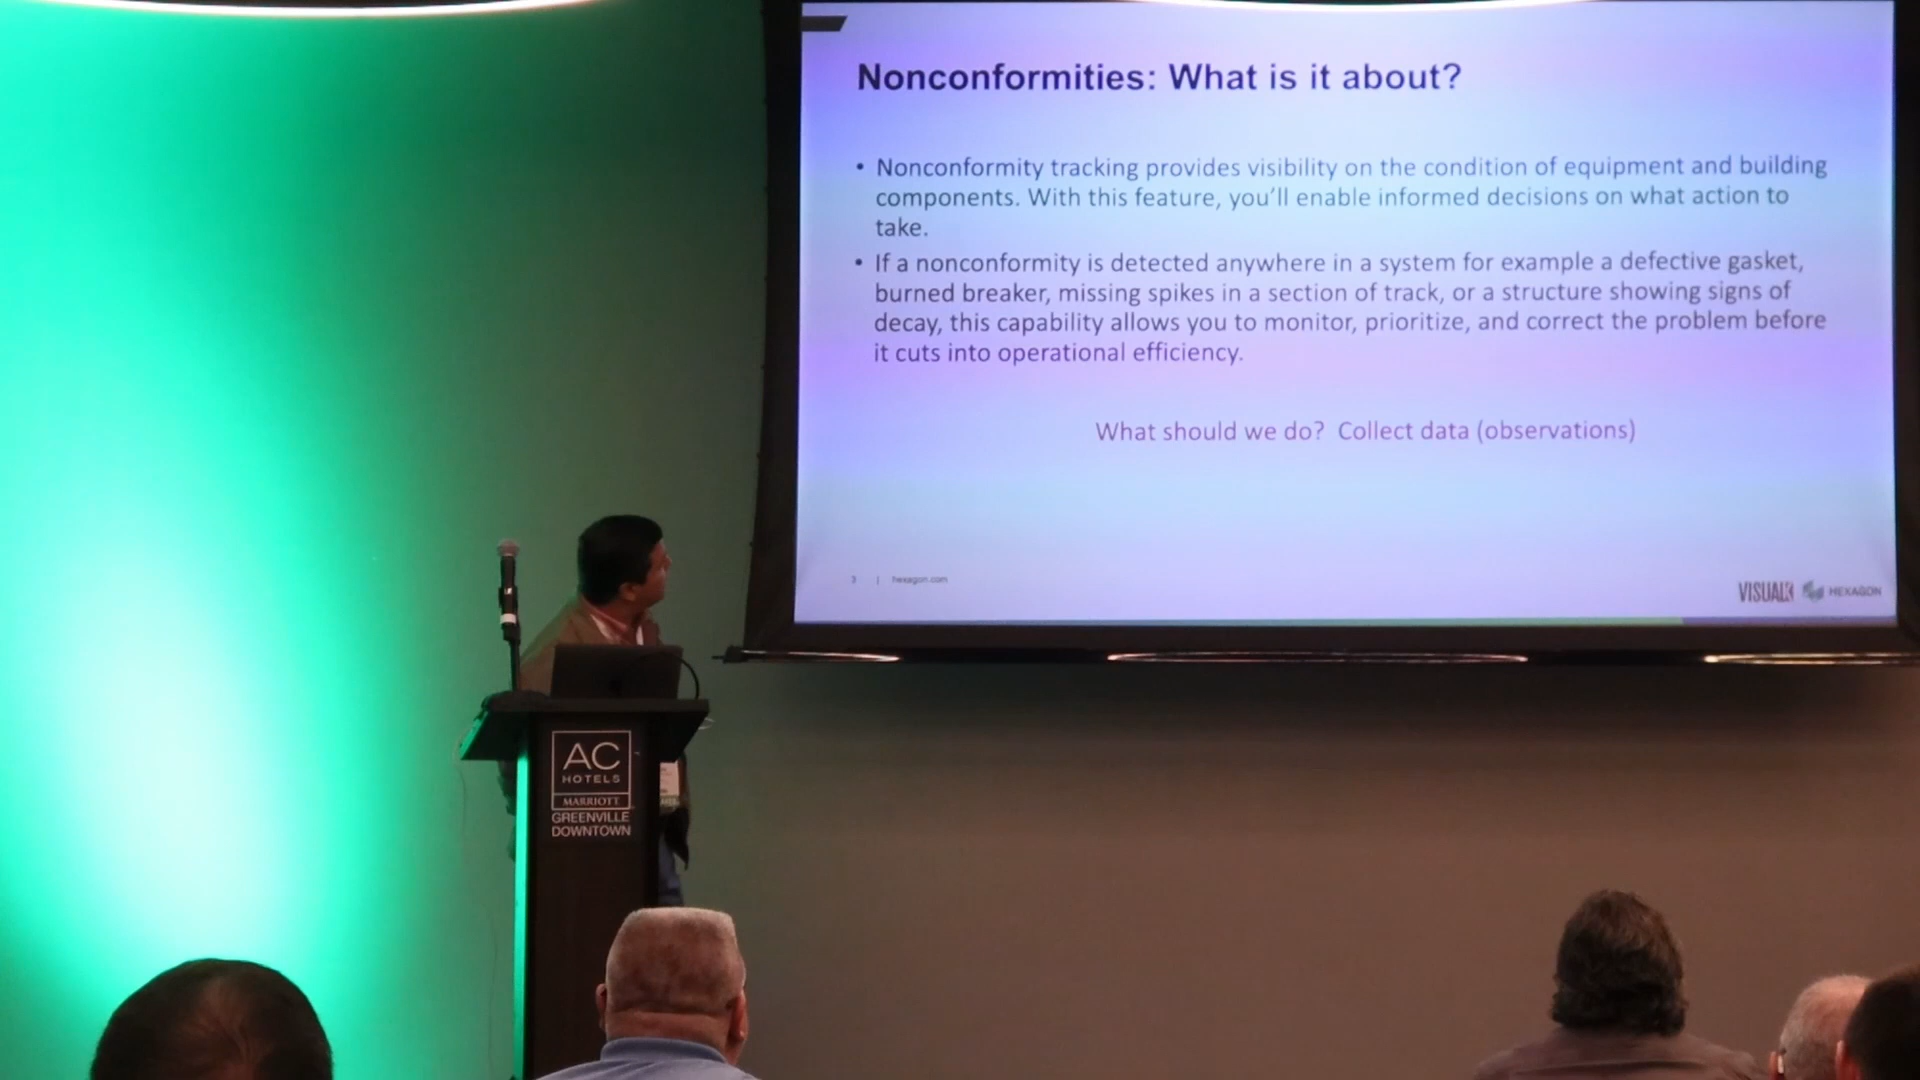 Nonconformities: What is it about?
• Nonconformity tracking provides visibility on the condition of equipment and building
components. With this feature, you'll enable informed decisions on what action to
take.
• If a nonconformity is detected anywhere in a system for example a defective gasket,
burned breaker, missing spikes in a section of track, or a structure showing signs of
decay, this capability allows you to monitor, prioritize, and correct the problem before
it cuts into operational efficiency.
What should we do? Collect data (observations)
3 | hexagon.com
VISUALK HEXAGON
AC
HOTELS
MARRIOTT
GREENVILLE
DOWNTOWN